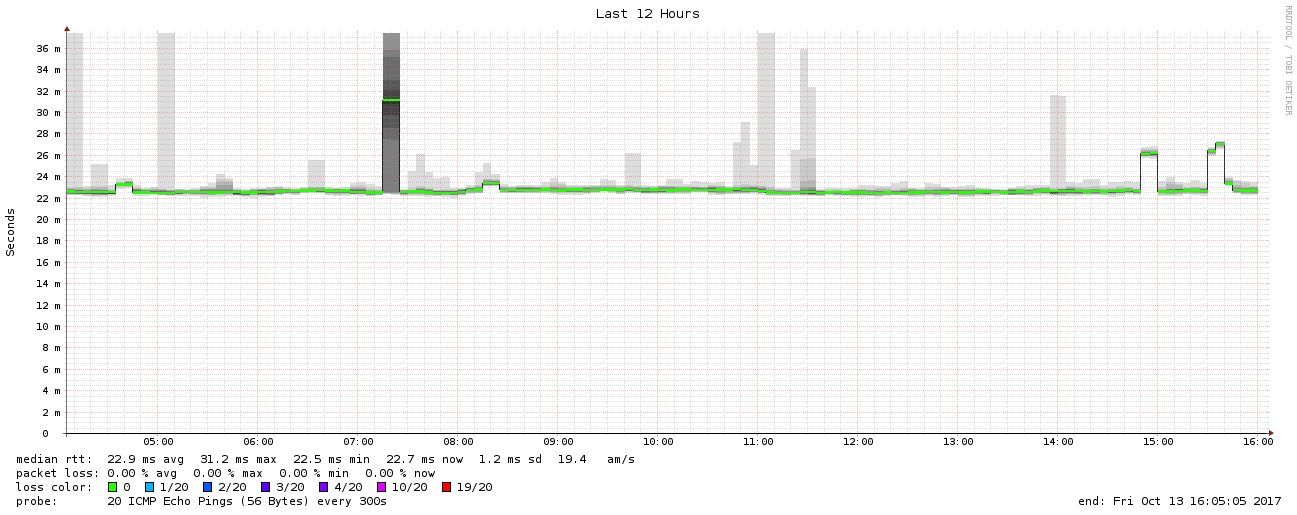 Last 12 Hours
RRDTOOL / TOBI OETIKER
Seconds
36 m
34 m
32 m
30 m
28 m
26 m
24 m
22 m
20 m
18 m
16 m
14 m
12 m
10 m
8 m
6 m
4 m
2 m
0
05:00 06:00 07:00 08:00 09:00 10:00 11:00 12:00 13:00 14:00 15:00 16:00
median rtt: 22.9 ms avg 31.2 ms max 22.5 ms min 22.7 ms now 1.2 ms sd 19.4 am/s
packet loss: 0.00 % avg 0.00 % max 0.00 % min 0.00 % now
loss color: 0 1/20 2/20 3/20 4/20 10/20 19/20
probe: 20 ICMP Echo Pings (56 Bytes) every 300s end: Fri Oct 13 16:05:05 2017